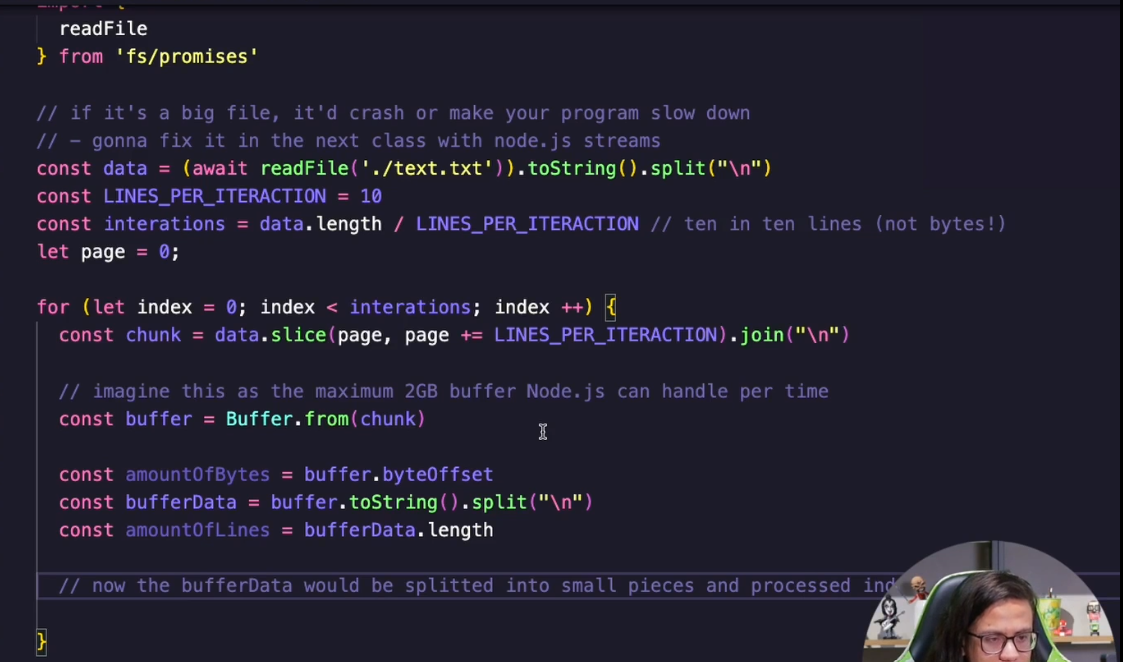 import {
readFile
} from 'fs/promises'
// if it's a big file, it'd crash or make your program slow down
// - gonna fix it in the next class with node.js streams
const data = (await readFile('./text.txt')).toString().split("\n")
const LINES_PER_ITERACTION = 10
const interations = data.length / LINES_PER_ITERACTION // ten in ten lines (not bytes!)
let page = 0;
for (let index = 0; index < interations; index ++) {
const chunk = data.slice(page, page += LINES_PER_ITERACTION).join("\n")
// imagine this as the maximum 2GB buffer Node.js can handle per time
const buffer = Buffer.from(chunk)
const amountOfBytes = buffer.byteOffset
const bufferData = buffer.toString().split("\n")
const amountOfLines = bufferData.length
// now the bufferData would be splitted into small pieces and processed ind
}